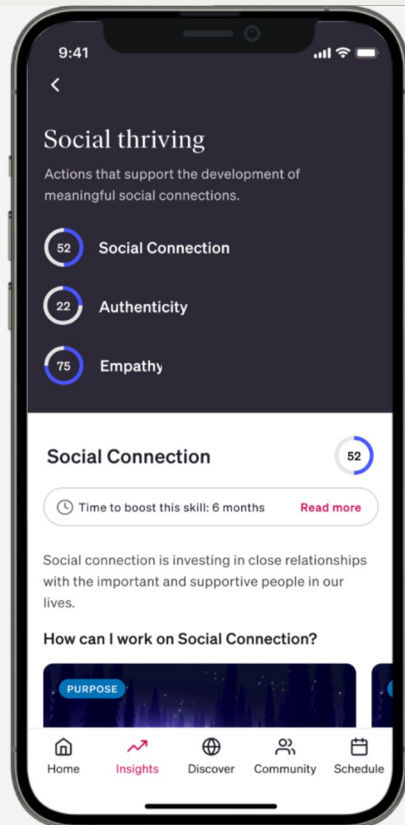 9:41
Social thriving
Actions that support the development of
meaningful social connections.
52 Social Connection
22 Authenticity
75 Empathy
Social Connection 52
Time to boost this skill: 6 months Read more
Social connection is investing in close relationships
with the important and supportive people in our
lives.
How can I work on Social Connection?
PURPOSE
Home Insights Discover Community Schedule